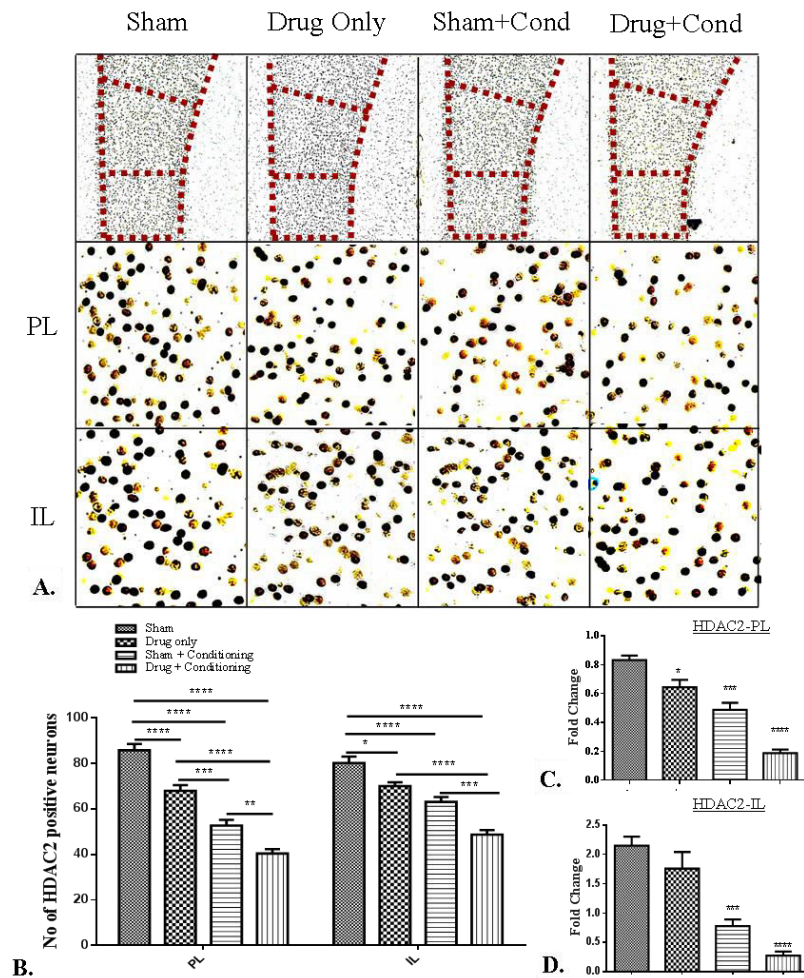 Sham Drug Only Sham+Cond Drug+Cond
PL
IL
A.
Sham
Drug only
Sham + Conditioning
Drug + Conditioning
No of HDAC2 positive neurons
100
80
60
40
20
0
****
****
****
****
***
**
****
****
*
****
***
PL IL
B.
HDAC2-PL
Fold Change
0.8
0.6
0.4
0.2
0.0
*
***
****
C.
HDAC2-IL
Fold Change
2.5
2.0
1.5
1.0
0.5
0.0
***
****
D.